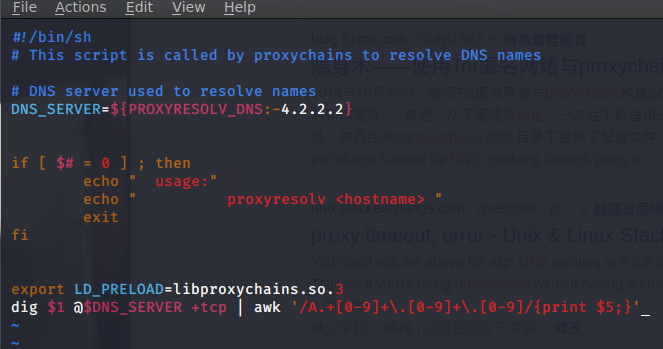 File Actions Edit View Help
#!/bin/sh
# This script is called by proxychains to resolve DNS names
# DNS server used to resolve names
DNS_SERVER=${PROXYRESOLV_DNS:-4.2.2.2}
if [ $# = 0 ] ; then
echo "  usage:"
echo "          proxyresolv <hostname> "
exit
fi
export LD_PRELOAD=libproxychains.so.3
dig $1 @$DNS_SERVER +tcp | awk '/A.+[0-9]+\.[0-9]+\.[0-9]/{print $5;}'_
~
~